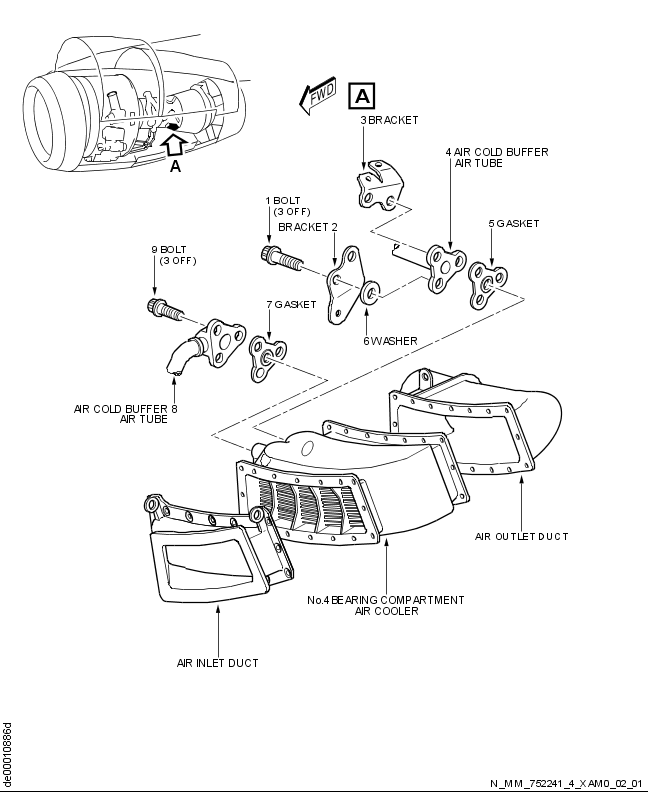 FWD
A
3 BRACKET
4 AIR COLD BUFFER
AIR TUBE
A
1 BOLT
(3 OFF)
BRACKET 2
5 GASKET
9 BOLT
(3 OFF)
7 GASKET
6 WASHER
AIR COLD BUFFER 8
AIR TUBE
AIR OUTLET DUCT
No.4 BEARING COMPARTMENT
AIR COOLER
AIR INLET DUCT
de00010886d
N_MM_752241_4_XAM0_02_01